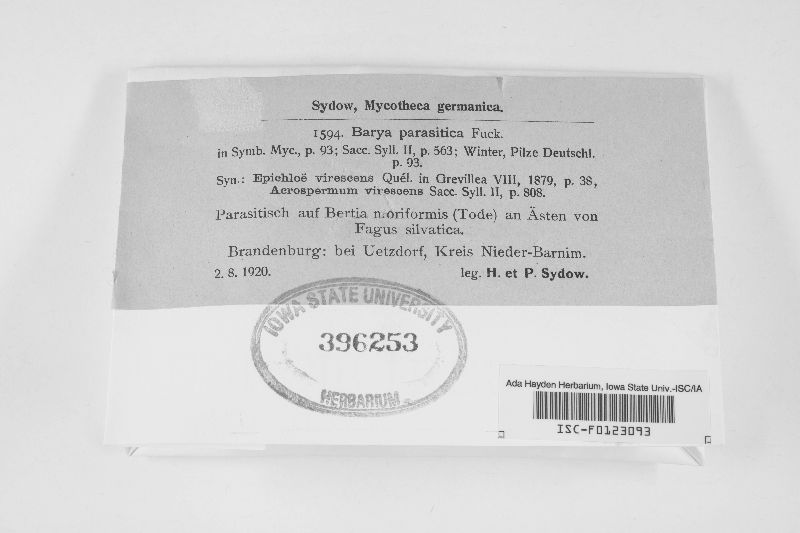 Sydow, Mycotheca germanica.
1594. Barya parasitica Fuck.
in Symb. Myc., p. 93; Sacc. Syll. II, p. 563; Winter, Pilze Deutschl.
p. 93.
Syn.: Epichloë virescens Quél. in Grevillea VIII, 1879, p. 38,
Acrospermum virescens Sacc. Syll. II, p. 808.
Parasitisch auf Bertia moriformis (Tode) an Ästen von
Fagus silvatica.
Brandenburg: bei Uetzdorf, Kreis Nieder-Barnim.
2. 8. 1920. leg. H. et P. Sydow.
IOWA STATE UNIVERSITY
396253
HERBARIUM
Ada Hayden Herbarium, Iowa State Univ.-ISC/IA
ISC-F0123093